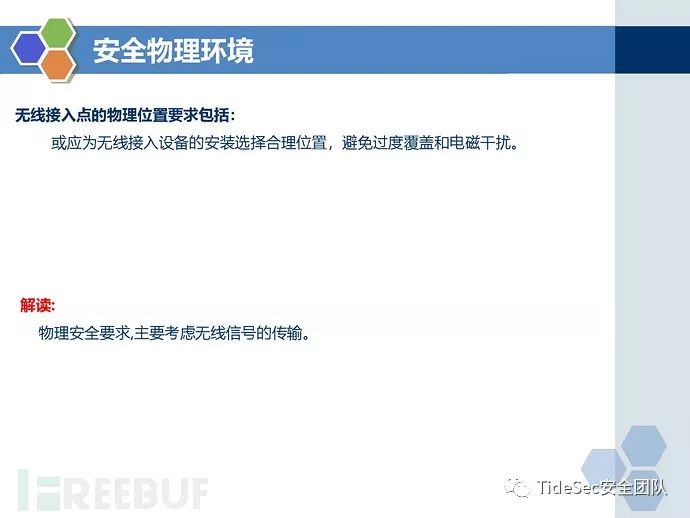 安全物理环境
无线接入点的物理位置要求包括：
或应为无线接入设备的安装选择合理位置，避免过度覆盖和电磁干扰。
解读:
物理安全要求,主要考虑无线信号的传输。
FREEBUF
TideSec安全团队